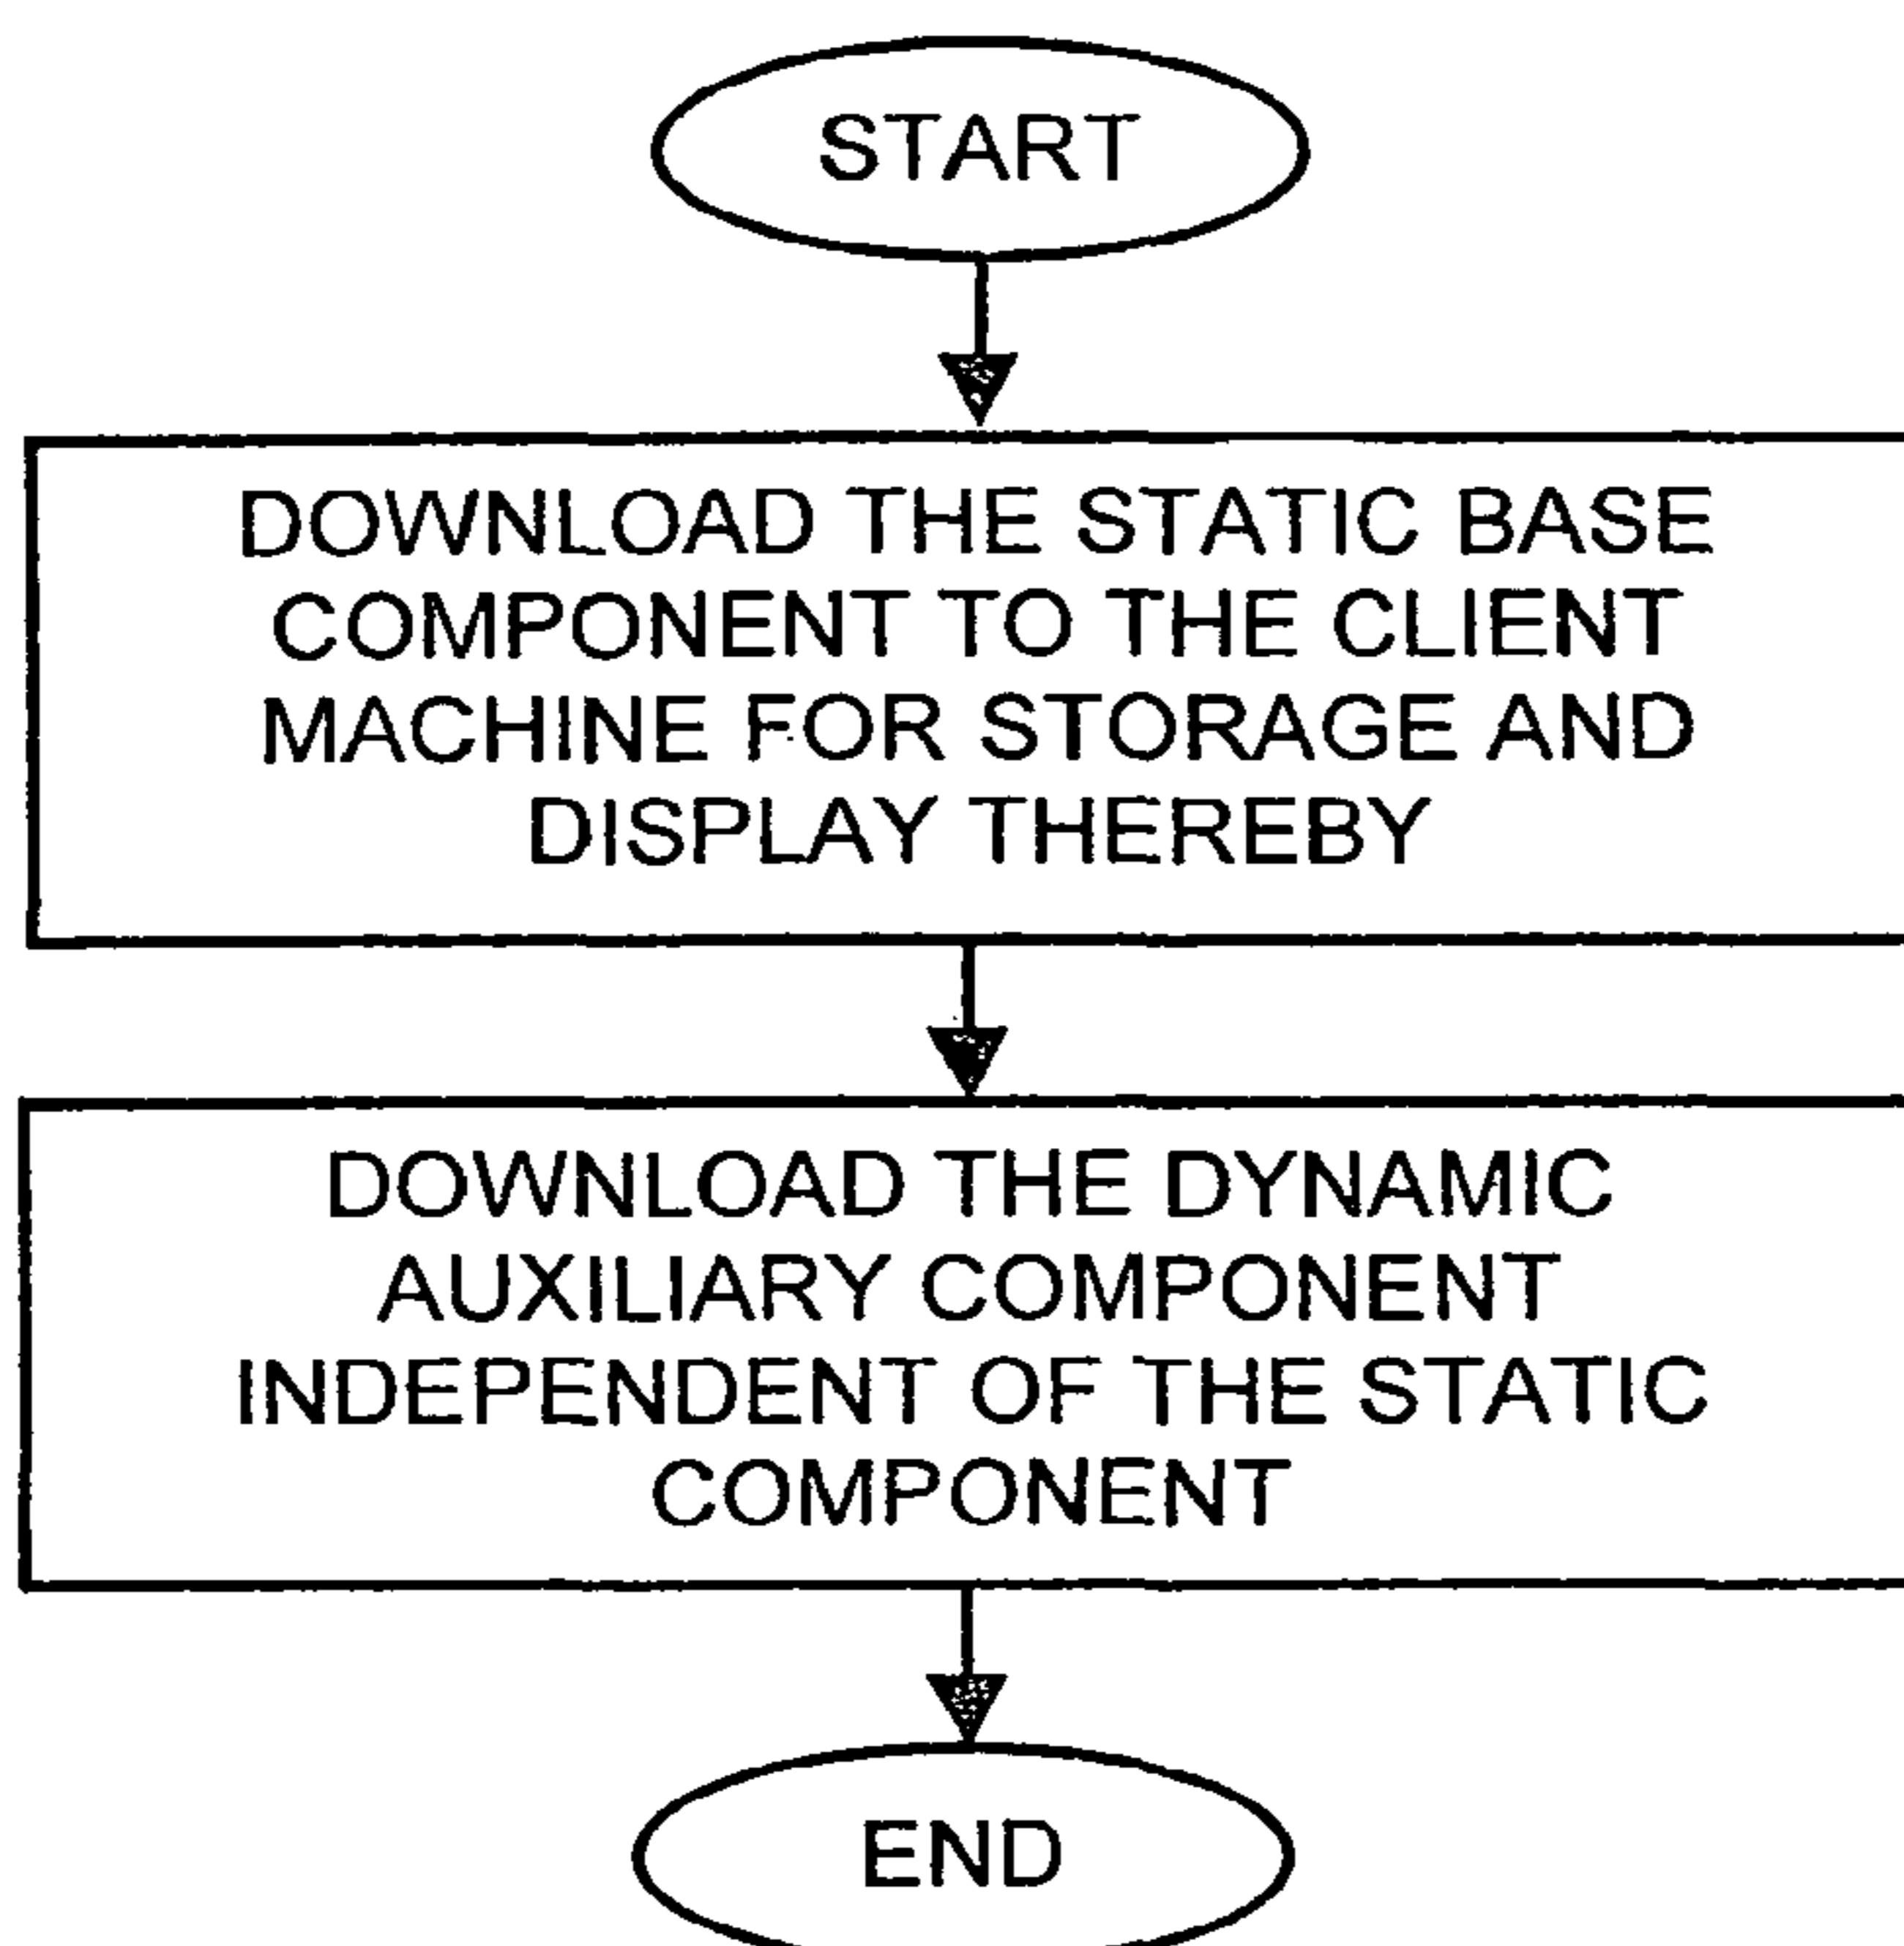 START
DOWNLOAD THE STATIC BASE
COMPONENT TO THE CLIENT
MACHINE FOR STORAGE AND
DISPLAY THEREBY
DOWNLOAD THE DYNAMIC
AUXILIARY COMPONENT
INDEPENDENT OF THE STATIC
COMPONENT
END